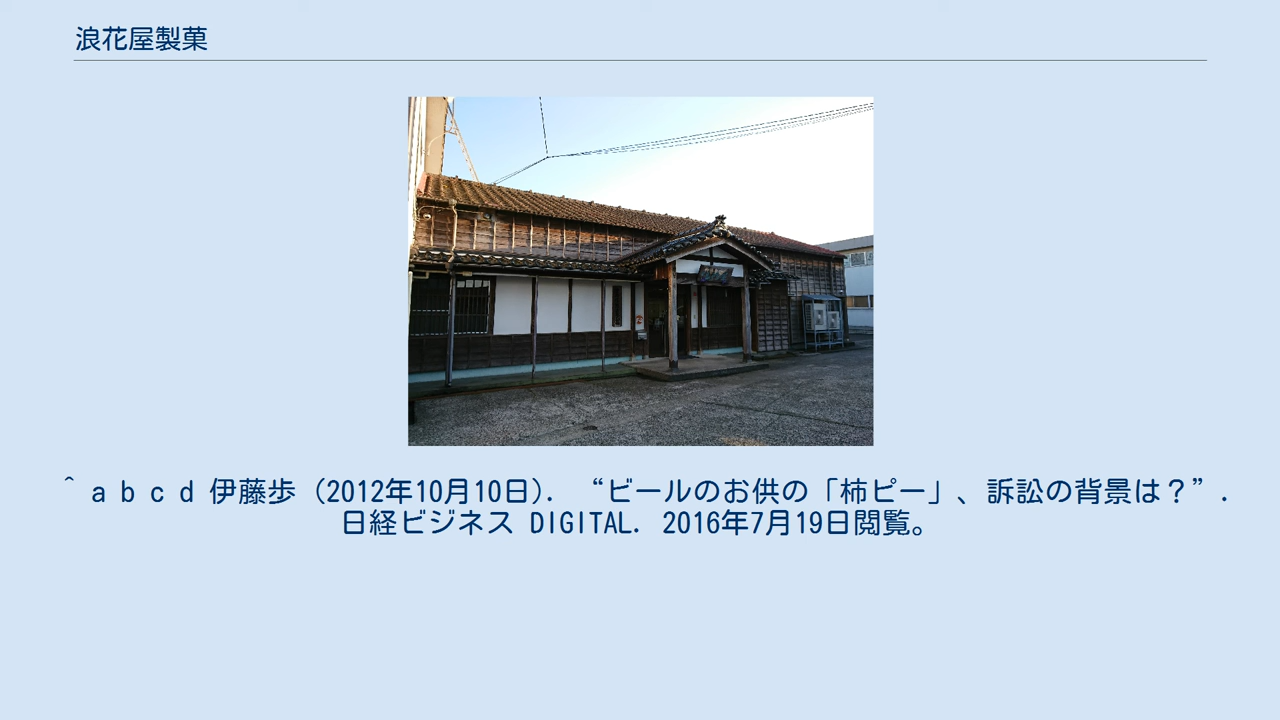 浪花屋製菓
^ a b c d 伊藤歩 (2012年10月10日). “ビールのお供の「柿ピー」、訴訟の背景は？”.
日経ビジネス DIGITAL. 2016年7月19日閲覧。